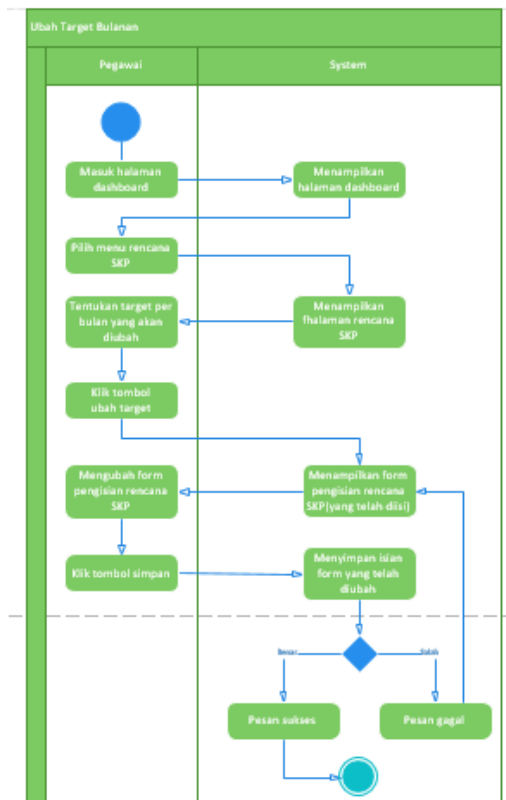 Ubah Target Bulanan
Pegawai
System
Masuk halaman
dashboard
Menampilkan
halaman dashboard
Pilih menu rencana
SKP
Tentukan target per
bulan yang akan
diubah
Menampilkan
fhalaman rencana
SKP
Klik tombol
ubah target
Mengubah form
pengisian rencana
SKP
Menampilkan form
pengisian rencana
SKP(yang telah diisi)
Klik tombol simpan
Menyimpan isian
form yang telah
diubah
Benar
Salah
Pesan sukses
Pesan gagal